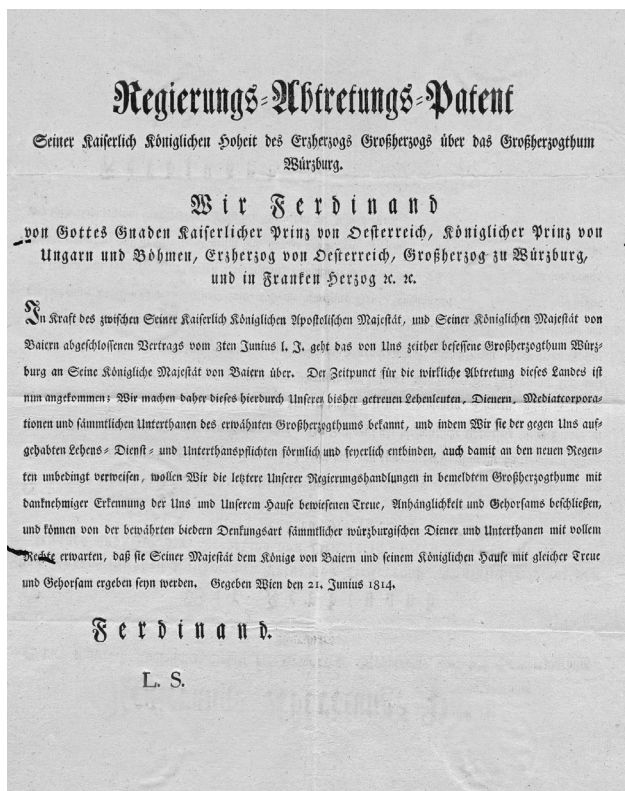 Regierungs-Abtretungs-Patent
Seiner Kaiserlich Königlichen Hoheit des Erzherzogs Großherzogs über das Großherzogthum
Würzburg.
Wir Ferdinand
von Gottes Gnaden Kaiserlicher Prinz von Oesterreich, Königlicher Prinz von
Ungarn und Böhmen, Erzherzog von Oesterreich, Großherzog zu Würzburg,
und in Franken Herzog ꝛc. ꝛc.
In Kraft des zwischen Seiner Kaiserlich Königlichen Apostolischen Majestät, und Seiner Königlichen Majestät von
Baiern abgeschlossenen Vertrags vom 3ten Junius l. J. geht das von Uns zeither besessene Großherzogthum Würz-
burg an Seine Königliche Majestät von Baiern über. Der Zeitpunct für die wirkliche Abtretung dieses Landes ist
nun angekommen; Wir machen daher dieses hierdurch Unserer bisher getreuen Lehenleuten, Dienern, Mediatcorpora-
tionen und sämmtlichen Unterthanen des erwähnten Großherzogthums bekannt, und indem Wir sie der gegen Uns auf-
gehabten Lehens- Dienst- und Unterthanspflichten förmlich und feyerlich entbinden, auch damit an den neuen Regen-
ten unbedingt verweisen, wollen Wir die letztere Unserer Regierungshandlungen in bemeldtem Großherzogthume mit
danknehmiger Erkennung der Uns und Unserem Hause bewiesenen Treue, Anhänglichkeit und Gehorsams beschließen,
und können von der bewährten biedern Denkungsart sämmtlicher würzburgischen Diener und Unterthanen mit vollem
Rechte erwarten, daß sie Seiner Majestät dem Könige von Baiern und seinem Königlichen Hause mit gleicher Treue
und Gehorsam ergeben seyn werden. Gegeben Wien den 21. Junius 1814.
Ferdinand.
L. S.